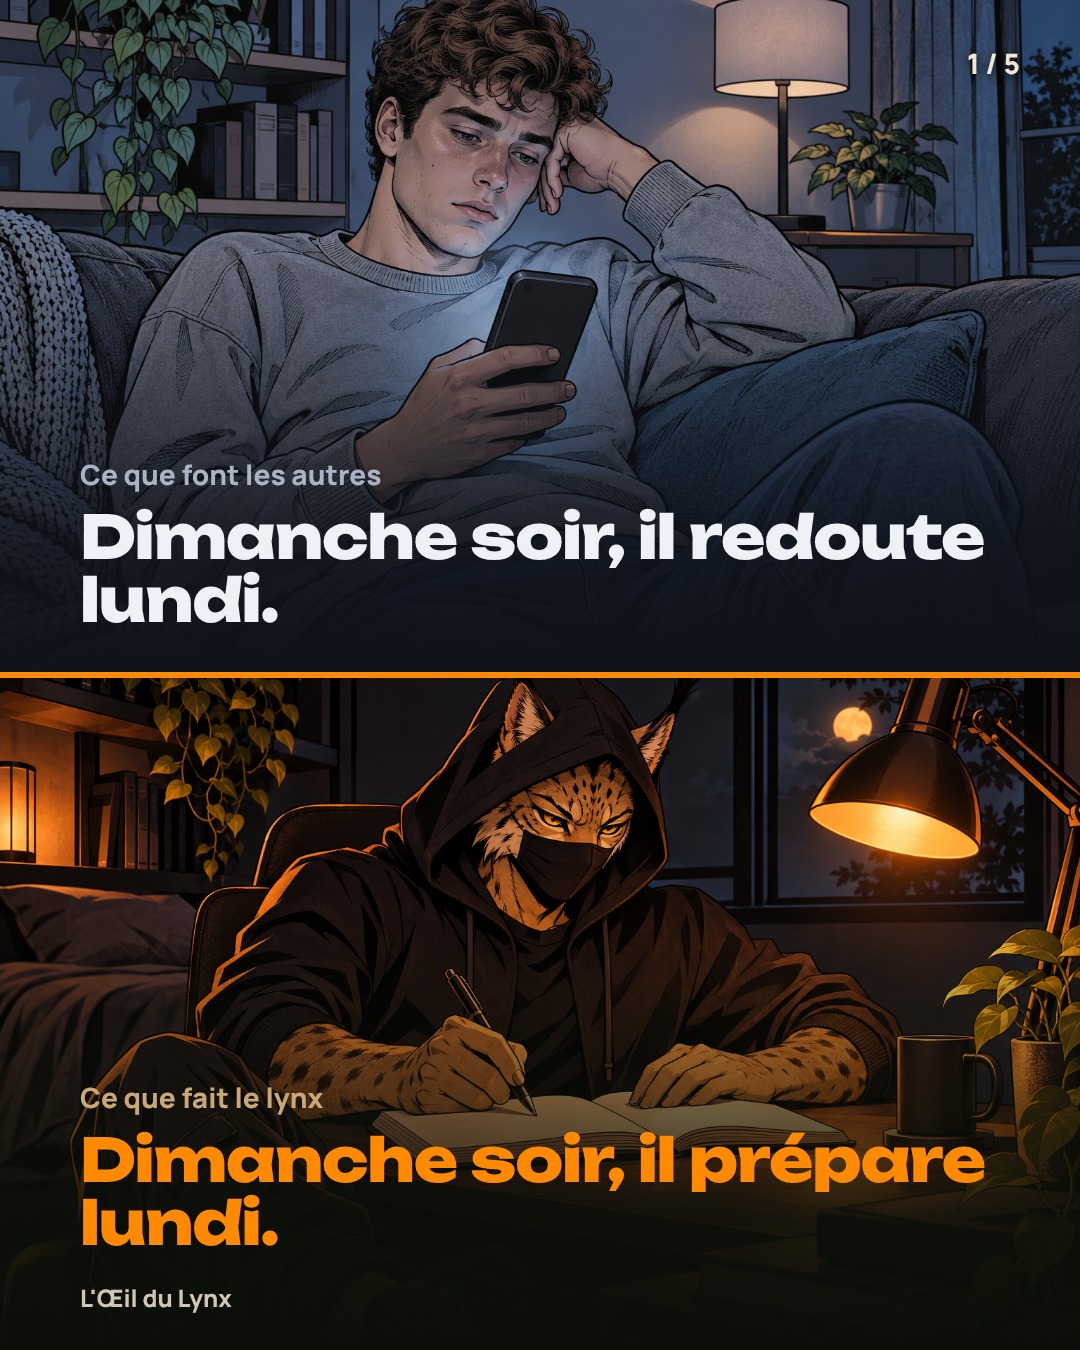 1 / 5
Ce que font les autres
Dimanche soir, il redoute
lundi.
Ce que fait le lynx
Dimanche soir, il prépare
lundi.
L'Œil du Lynx